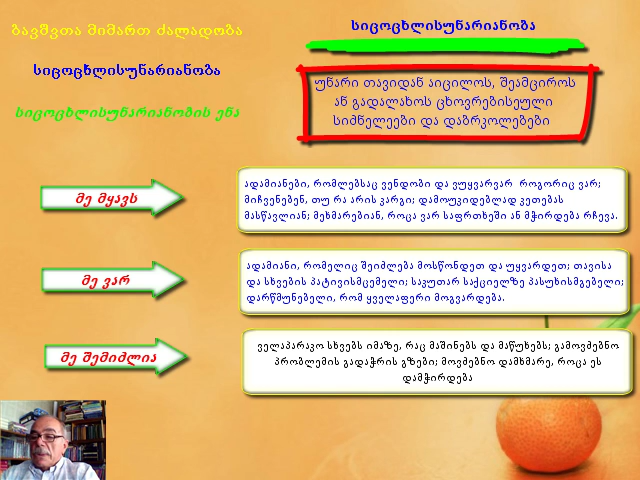 ბავშვთა მიმართ ძალადობა
სიცოცხლისუნარიანობა
სიცოცხლისუნარიანობის ენა
სიცოცხლისუნარიანობა
უნარი თავიდან აიცილოს, შეამციროს
ან გადალახოს ცხოვრებისეული
სიძნელეები და დაბრკოლებები
მე მყავს
ადამიანები, რომლებსაც ვენდობი და ვუყვარვარ როგორიც ვარ;
მიჩვენებენ, თუ რა არის კარგი; დამოუკიდებლად კეთებას
მასწავლიან; მეხმარებიან, როცა ვარ საფრთხეში ან მჭირდება რჩევა.
მე ვარ
ადამიანი, რომელიც შეიძლება მოსწონდეთ და უყვარდეთ; თავისა
და სხვების პატივისმცემელი; საკუთარ საქციელზე პასუხისმგებელი;
დარწმუნებელი, რომ ყველაფერი მოგვარდება.
მე შემიძლია
ველაპარაკო სხვებს იმაზე, რაც მაშინებს და მაწუხებს; გამოვძებნო
პრობლემის გადაჭრის გზები; მოვძებნო დამხმარე, როცა ეს
დამჭირდება